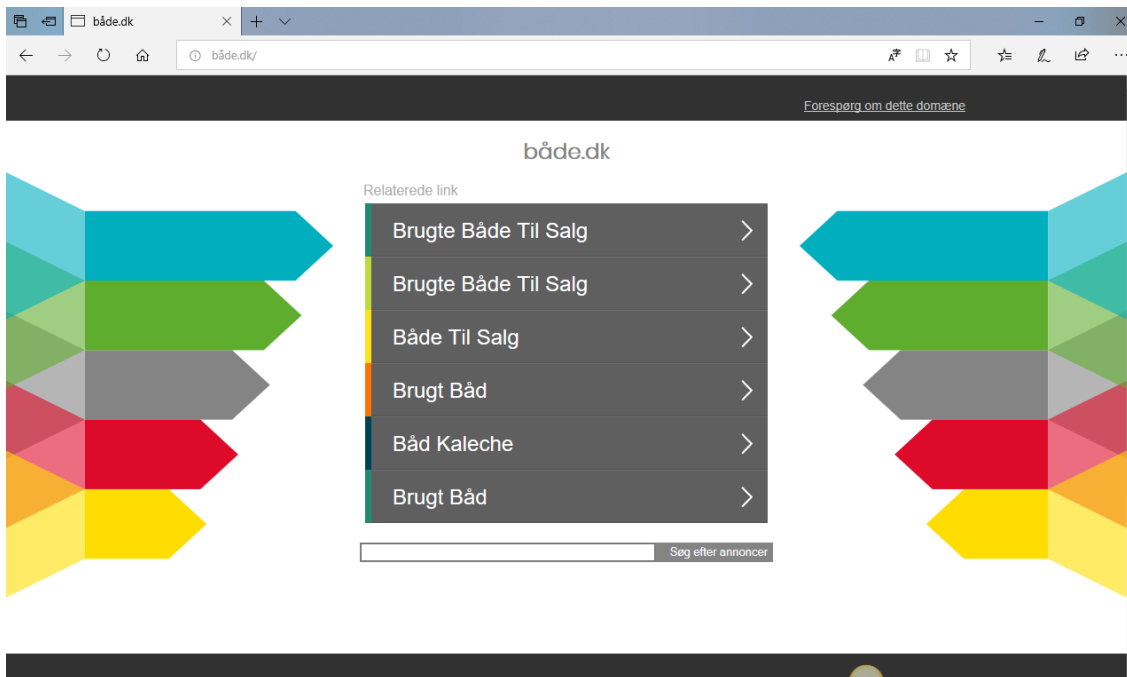 både.dk
både.dk/
Forespørg om dette domæne
både.dk
Relaterede link
Brugte Både Til Salg
Brugte Både Til Salg
Både Til Salg
Brugt Båd
Båd Kaleche
Brugt Båd
Søg efter annoncer